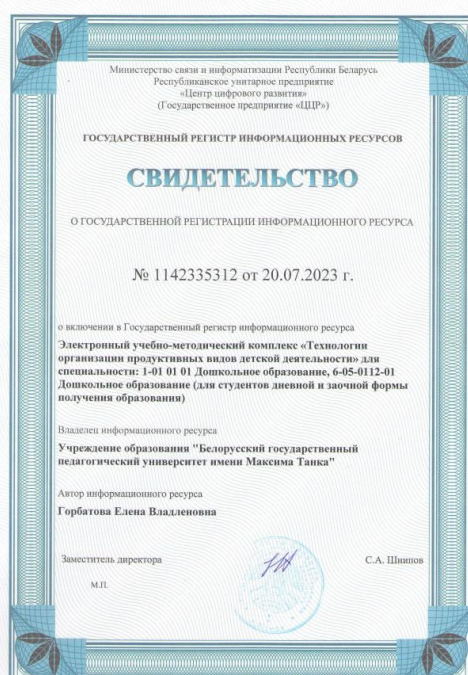 Министерство связи и информатизации Республики Беларусь
Республиканское унитарное предприятие
«Центр цифрового развития»
(Государственное предприятие «ЦЦР»)
ГОСУДАРСТВЕННЫЙ РЕГИСТР ИНФОРМАЦИОННЫХ РЕСУРСОВ
СВИДЕТЕЛЬСТВО
О ГОСУДАРСТВЕННОЙ РЕГИСТРАЦИИ ИНФОРМАЦИОННОГО РЕСУРСА
№ 1142335312 от 20.07.2023 г.
о включении в Государственный регистр информационного ресурса
Электронный учебно-методический комплекс «Технологии
организации продуктивных видов детской деятельности» для
специальности: 1-01 01 01 Дошкольное образование, 6-05-0112-01
Дошкольное образование (для студентов дневной и заочной формы
получения образования)
Владелец информационного ресурса
Учреждение образования "Белорусский государственный
педагогический университет имени Максима Танка"
Автор информационного ресурса
Горбатова Елена Владленовна
Заместитель директора С.А. Шнипов
М.П.